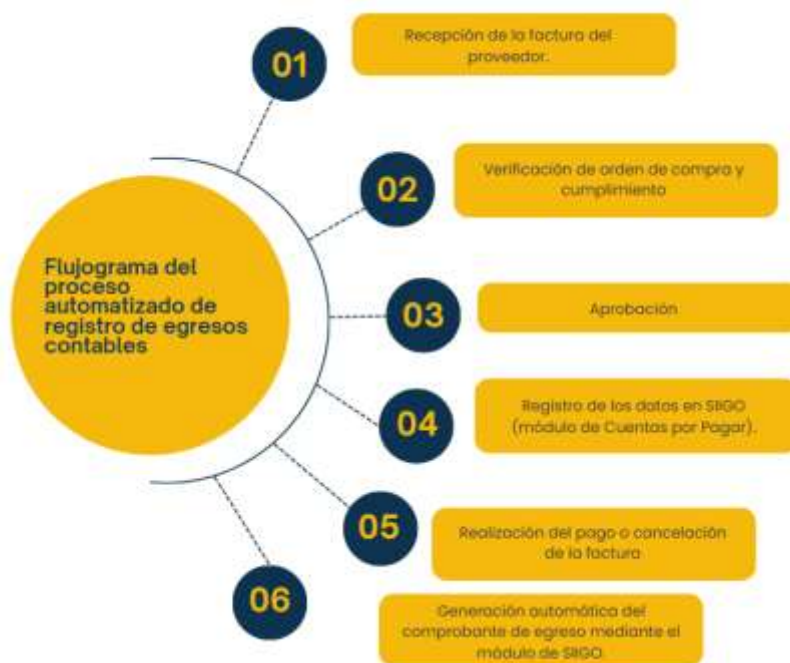 01
Recepción de la factura del
proveedor.
02
Verificación de orden de compra y
cumplimiento
Flujograma del
proceso
automatizado de
registro de egresos
contables
03
Aprobación
04
Registro de los datos en SIIGO
(módulo de Cuentas por Pagar).
05
Realización del pago o cancelación
de la factura
06
Generación automática del
comprobante de egreso mediante el
módulo de SIIGO.